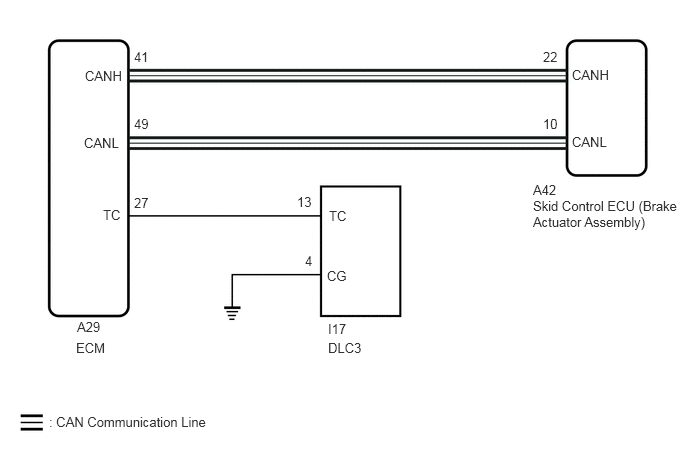 41
22
CANH
CANH
49
10
CANL
CANL
27
13
TC
TC
4
CG
A42
Skid Control ECU (Brake
Actuator Assembly)
A29
ECM
I17
DLC3
: CAN Communication Line